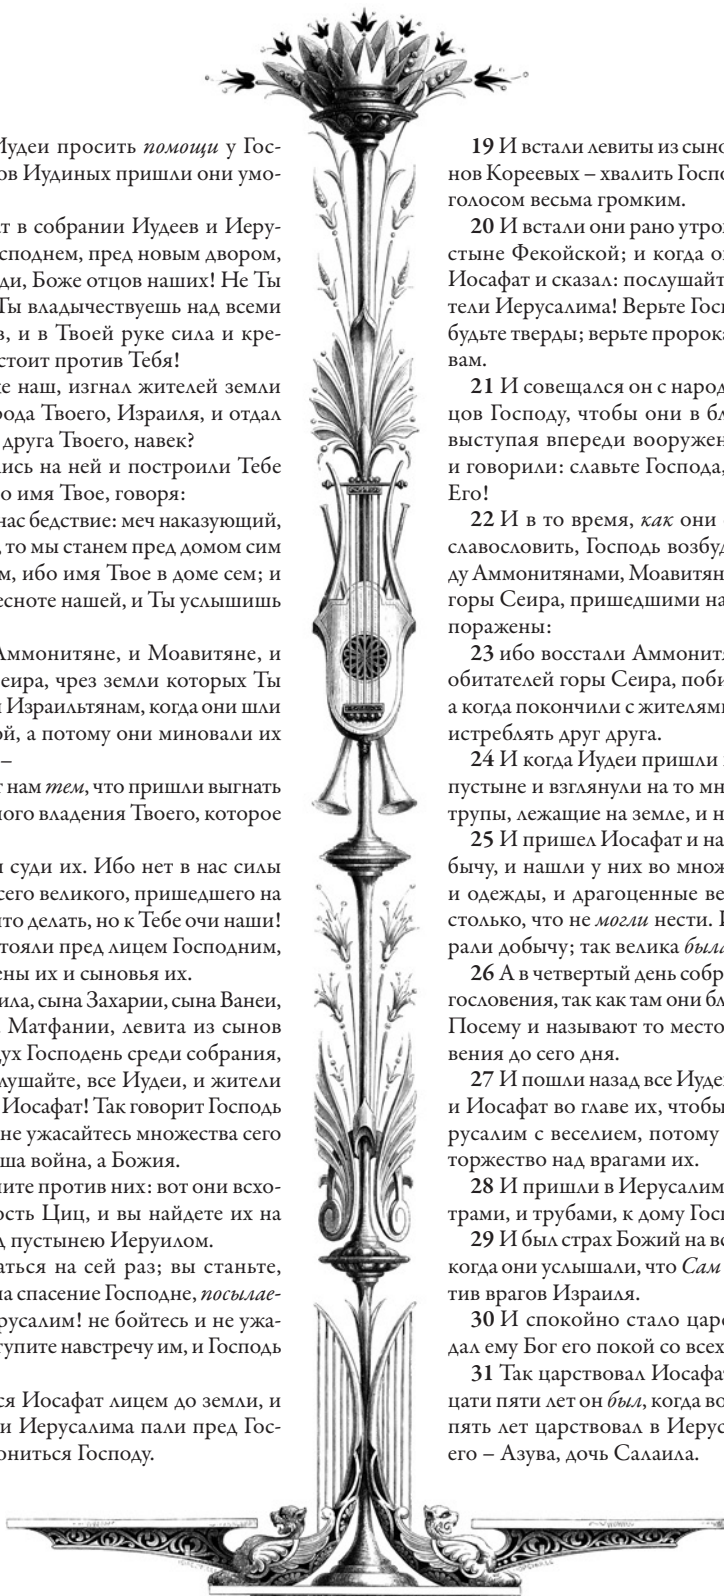 Иудеи просить помощи у Гос-
ов Иудиных пришли они умо-
т в собрании Иудеев и Иеру-
споднем, пред новым двором,
ди, Боже отцов наших! Не Ты
Ты владычествуешь над всеми
в, и в Твоей руке сила и кре-
стоит против Тебя!
же наш, изгнал жителей земли
рода Твоего, Израиля, и отдал
друга Твоего, навек?
лись на ней и построили Тебе
о имя Твое, говоря:
нас бедствие: меч наказующий,
, то мы станем пред домом сим
м, ибо имя Твое в доме сем; и
есноте нашей, и Ты услышишь
Аммонитяне, и Моавитяне, и
еира, чрез земли которых Ты
и Израильтянам, когда они шли
ой, а потому они миновали их
–
т нам тем, что пришли выгнать
ного владения Твоего, которое
и суди их. Ибо нет в нас силы
сего великого, пришедшего на
что делать, но к Тебе очи наши!
тояли пред лицем Господним,
ены их и сыновья их.
ила, сына Захарии, сына Ванеи,
Матфании, левита из сынов
дух Господень среди собрания,
лушайте, все Иудеи, и жители
Иосафат! Так говорит Господь
не ужасайтесь множества сего
ша война, а Божия.
пите против них: вот они всхо-
ость Циц, и вы найдете их на
д пустынею Иеруилом.
аться на сей раз; вы станьте,
на спасение Господне, посылае-
русалим! не бойтесь и не ужа-
тупите навстречу им, и Господь
ся Иосафат лицем до земли, и
и Иерусалима пали пред Гос-
ониться Господу.
19 И встали левиты из сыно
нов Кореевых – хвалить Госпо
голосом весьма громким.
20 И встали они рано утро
стыне Фекойской; и когда о
Иосафат и сказал: послушайт
тели Иерусалима! Верьте Гос
будьте тверды; верьте пророка
вам.
21 И совещался он с народ
цов Господу, чтобы они в бл
выступая впереди вооружен
и говорили: славьте Господа,
Его!
22 И в то время, как они
славословить, Господь возбуд
ду Аммонитянами, Моавитян
горы Сеира, пришедшими на
поражены:
23 ибо восстали Аммонитя
обитателей горы Сеира, поби
а когда покончили с жителями
истреблять друг друга.
24 И когда Иудеи пришли
пустыне и взглянули на то мн
трупы, лежащие на земле, и н
25 И пришел Иосафат и на
бычу, и нашли у них во множ
и одежды, и драгоценные ве
столько, что не могли нести. И
рали добычу; так велика была
26 А в четвертый день собр
гословения, так как там они бл
Посему и называют то место
вения до сего дня.
27 И пошли назад все Иуде
и Иосафат во главе их, чтобы
русалим с веселием, потому
торжество над врагами их.
28 И пришли в Иерусалим
трами, и трубами, к дому Госп
29 И был страх Божий на вс
когда они услышали, что Сам
тив врагов Израиля.
30 И спокойно стало царс
дал ему Бог его покой со всех
31 Так царствовал Иосафат
цати пяти лет он был, когда во
пять лет царствовал в Иерус
его – Азува, дочь Салаила.